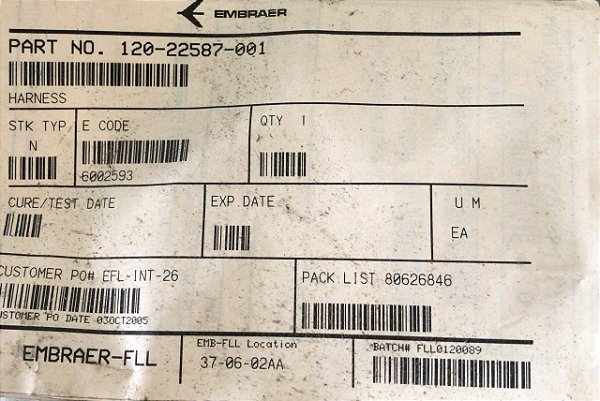 EMBRAER
PART NO. 120-22587-001
HARNESS
STK TYP
N
E CODE
6002593
QTY 1
CURE/TEST DATE
EXP DATE
U M
EA
CUSTOMER PO# EFL-INT-26
CUSTOMER PO DATE 03OCT2005
PACK LIST 80626846
EMBRAER-FLL
EMB-FLL Location
37-06-02AA
BATCH# FLL0120089